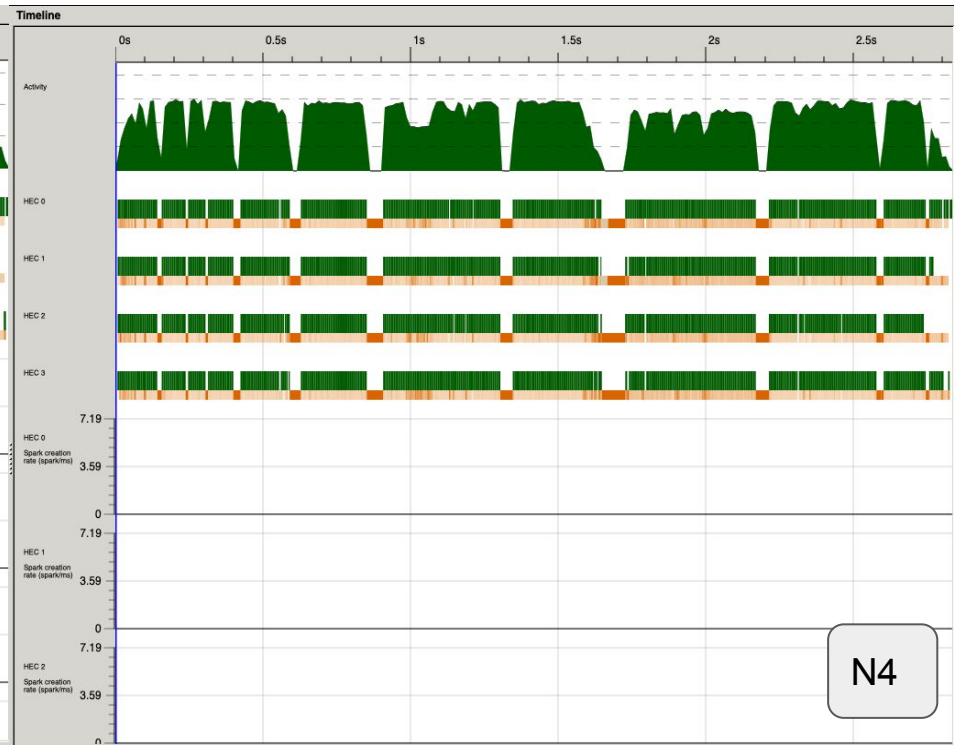 Timeline
0s 0.5s 1s 1.5s 2s 2.5s
Activity
HEC 0
HEC 1
HEC 2
HEC 3
7.19
HEC 0
Spark creation
rate (spark/ms)
3.59
0
7.19
HEC 1
Spark creation
rate (spark/ms)
3.59
0
7.19
HEC 2
Spark creation
rate (spark/ms)
3.59
0
N4